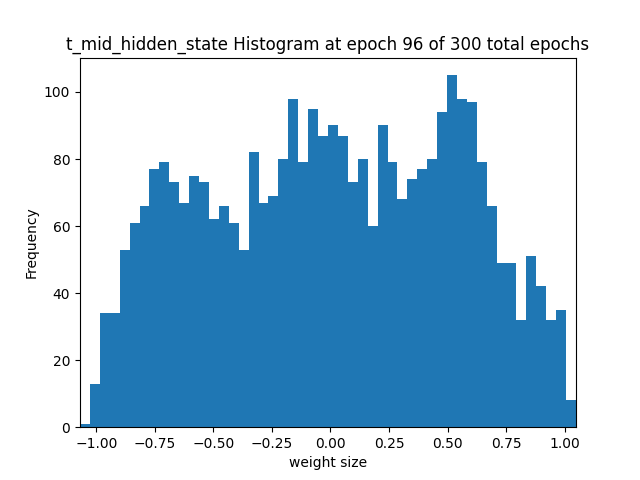 t_mid_hidden_state Histogram at epoch 96 of 300 total epochs
100
80
60
40
20
0
Frequency
−1.00 −0.75 −0.50 −0.25 0.00 0.25 0.50 0.75 1.00
weight size